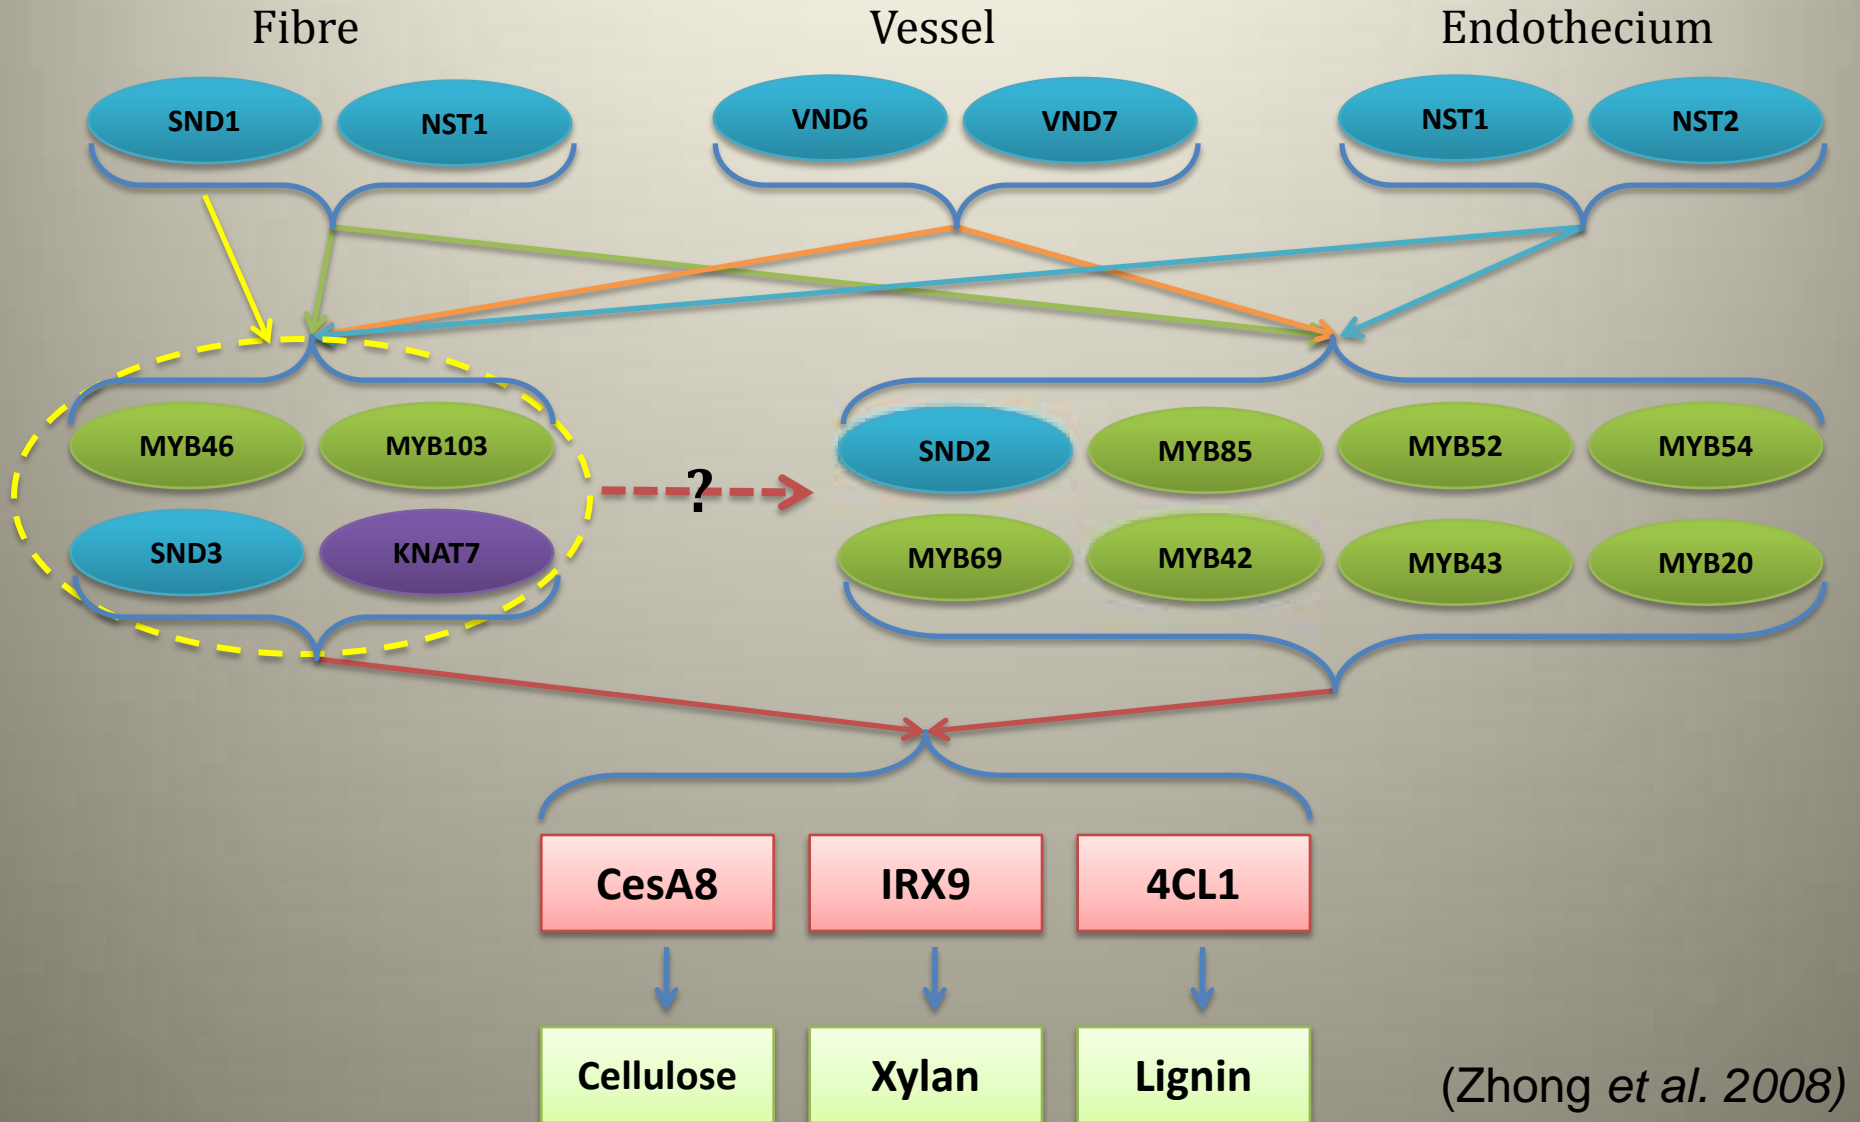 Fibre Vessel Endothecium
SND1 NST1 VND6 VND7 NST1 NST2
MYB46 MYB103 SND2 MYB85 MYB52 MYB54
?
SND3 KNAT7 MYB69 MYB42 MYB43 MYB20
CesA8 IRX9 4CL1
Cellulose Xylan Lignin
(Zhong et al. 2008)